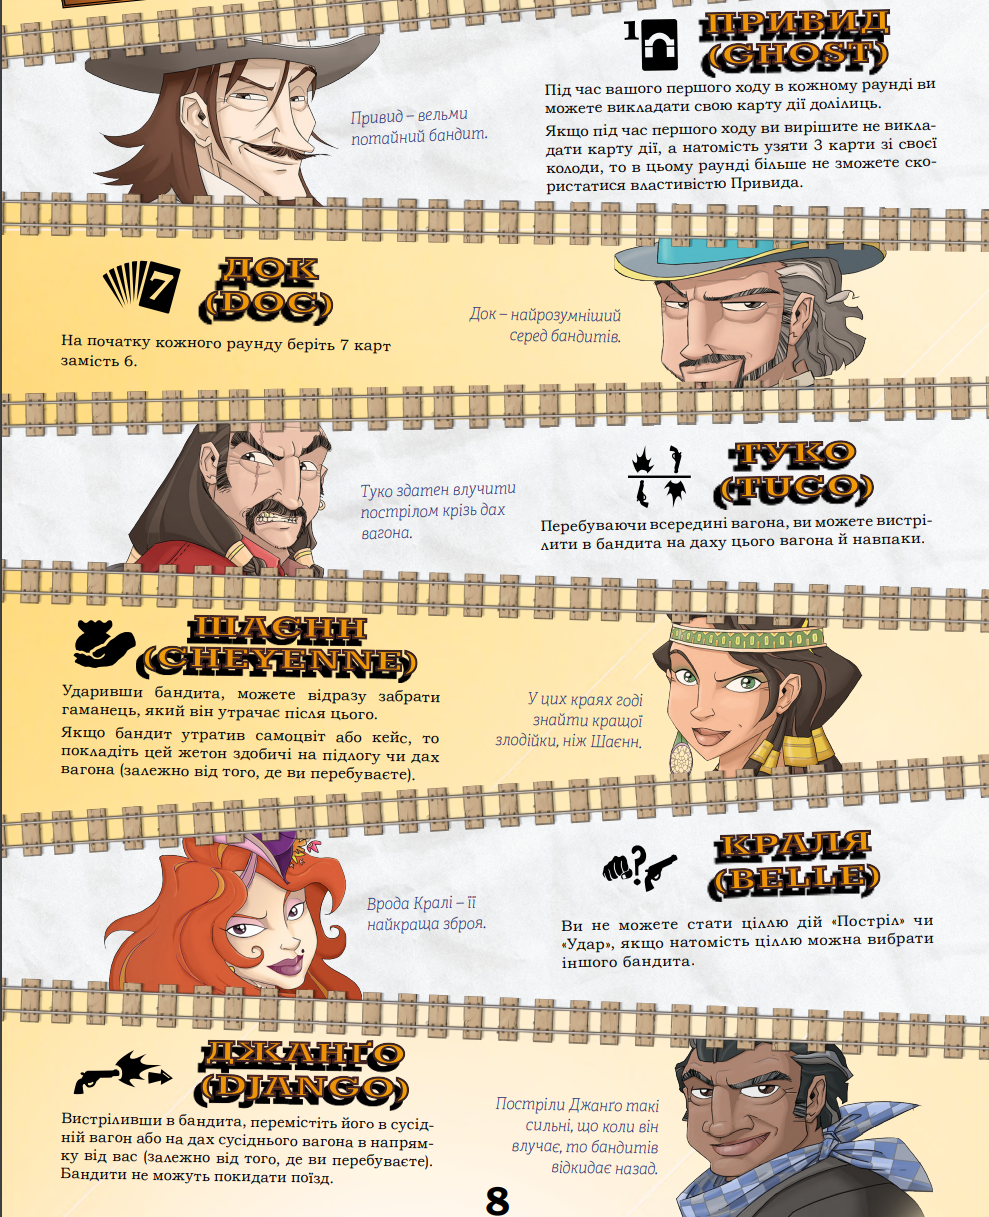 1
ПРИВИД
(GHOST)
Привид – вельми
потайний бандит.
Під час вашого першого ходу в кожному раунді ви
можете викладати свою карту дії долілиць.
Якщо під час першого ходу ви вирішите не викла-
дати карту дії, а натомість узяти 3 карти зі своєї
колоди, то в цьому раунді більше не зможете ско-
ристатися властивістю Привида.
7
ДОК
(DOC)
На початку кожного раунду беріть 7 карт
замість 6.
Док – найрозумніший
серед бандитів.
Туко здатен влучити
пострілом крізь дах
вагона.
ТУКО
(TUCO)
Перебуваючи всередині вагона, ви можете вистрі-
лити в бандита на даху цього вагона й навпаки.
ШАЄНН
(CHEYENNE)
Ударивши бандита, можете відразу забрати
гаманець, який він утрачає після цього.
Якщо бандит утратив самоцвіт або кейс, то
покладіть цей жетон здобичі на підлогу чи дах
вагона (залежно від того, де ви перебуваєте).
У цих краях годі
знайти кращої
злодійки, ніж Шаєнн.
Врода Кралі – її
найкраща зброя.
?
КРАЛЯ
(BELLE)
Ви не можете стати ціллю дій «Постріл» чи
«Удар», якщо натомість ціллю можна вибрати
іншого бандита.
ДЖАНҐО
(DJANGO)
Вистріливши в бандита, перемістіть його в сусід-
ній вагон або на дах сусіднього вагона в напрям-
ку від вас (залежно від того, де ви перебуваєте).
Бандити не можуть покидати поїзд.
Постріли Джанґо такі
сильні, що коли він
влучає, то бандитів
відкидає назад.
8